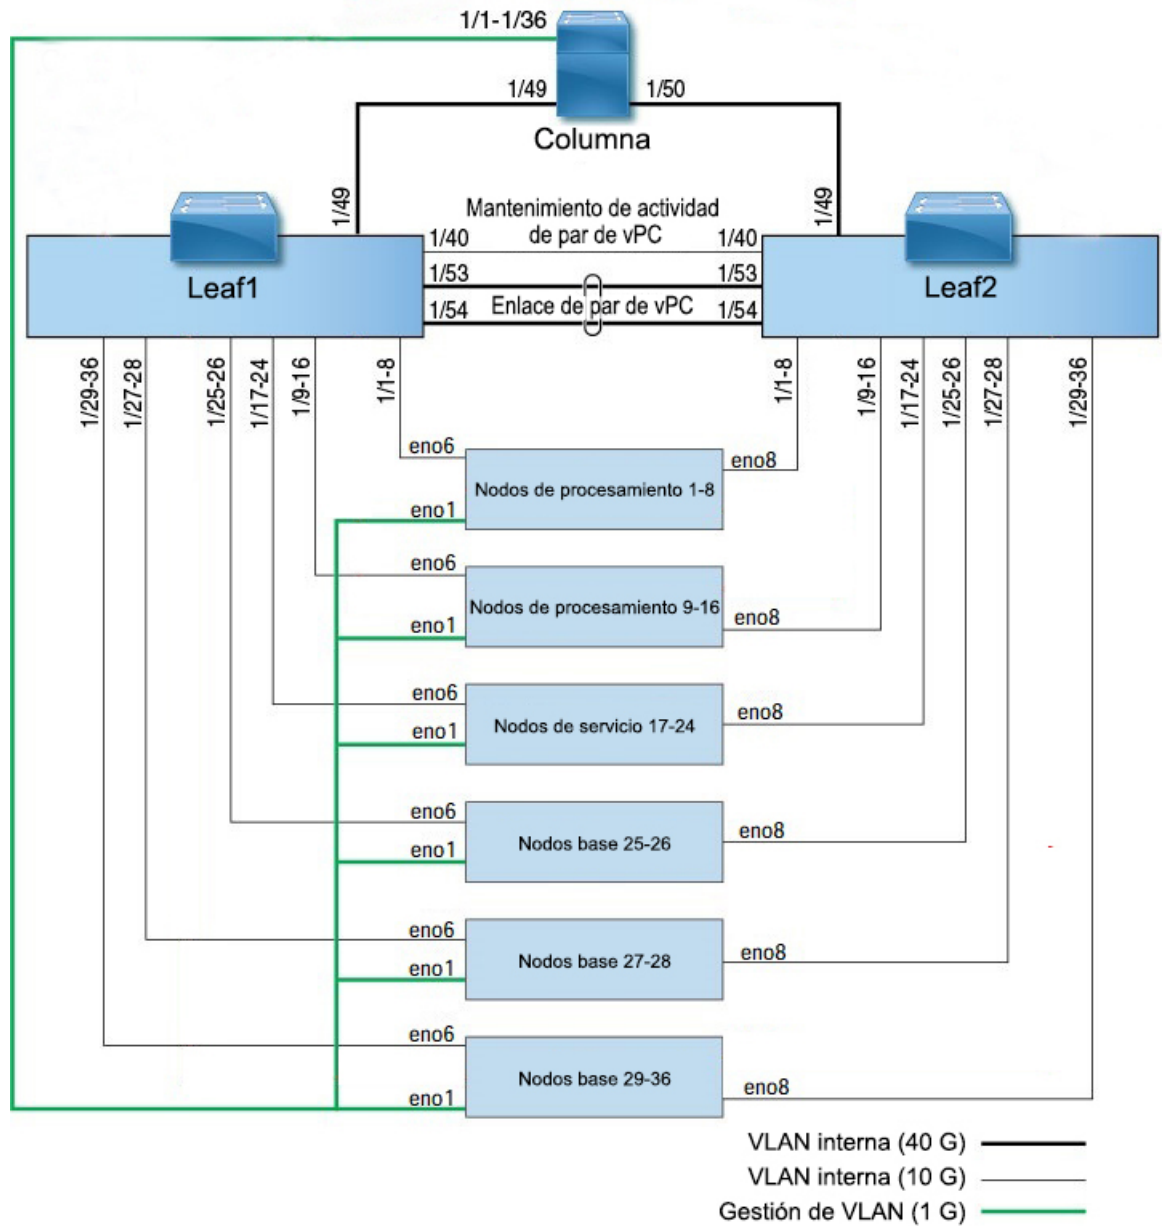 1/1-1/36
1/49
1/50
Columna
1/49
1/49
Mantenimiento de actividad
de par de vPC
1/40
1/40
Leaf1
1/53
1/53
Leaf2
1/54
Enlace de par de vPC
1/54
1/29-36
1/27-28
1/25-26
1/17-24
1/9-16
1/1-8
1/1-8
1/9-16
1/17-24
1/25-26
1/27-28
1/29-36
eno6
Nodos de procesamiento 1-8
eno8
eno1
eno6
Nodos de procesamiento 9-16
eno8
eno1
eno6
Nodos de servicio 17-24
eno8
eno1
eno6
Nodos base 25-26
eno8
eno1
eno6
Nodos base 27-28
eno8
eno1
eno6
Nodos base 29-36
eno8
eno1
VLAN interna (40 G)
VLAN interna (10 G)
Gestión de VLAN (1 G)